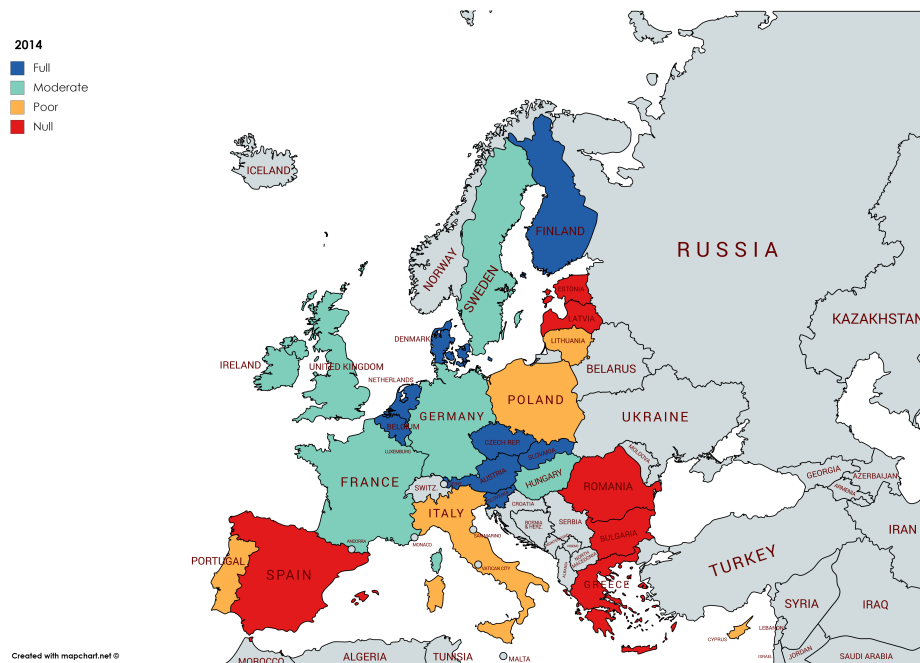 2014
Full
Moderate
Poor
Null
ICELAND
RUSSIA
FINLAND
NORWAY
SWEDEN
ESTONIA
LATVIA
LITHUANIA
KAZAKHSTAN
DENMARK
IRELAND
UNITED KINGDOM
NETHERLANDS
BELARUS
POLAND
GERMANY
BELGIUM
UKRAINE
CZECH REP.
LUXEMBURG
SLOVAKIA
MOLDOVA
AUSTRIA
HUNGARY
FRANCE
SWITZ.
ROMANIA
GEORGIA
AZERBAIJAN
ARMENIA
CROATIA
ITALY
BOSNIA
& HERZ.
SERBIA
SAN MARINO
BULGARIA
IRAN
ANDORRA
MONACO
PORTUGAL
SPAIN
VATICAN CITY
NORTH
MACEDONIA
ALBANIA
GREECE
TURKEY
SYRIA
IRAQ
CYPRUS
LEBANON
ISRAEL
JORDAN
SAUDI ARABIA
MOROCCO
ALGERIA
TUNISIA
MALTA
Created with mapchart.net ©